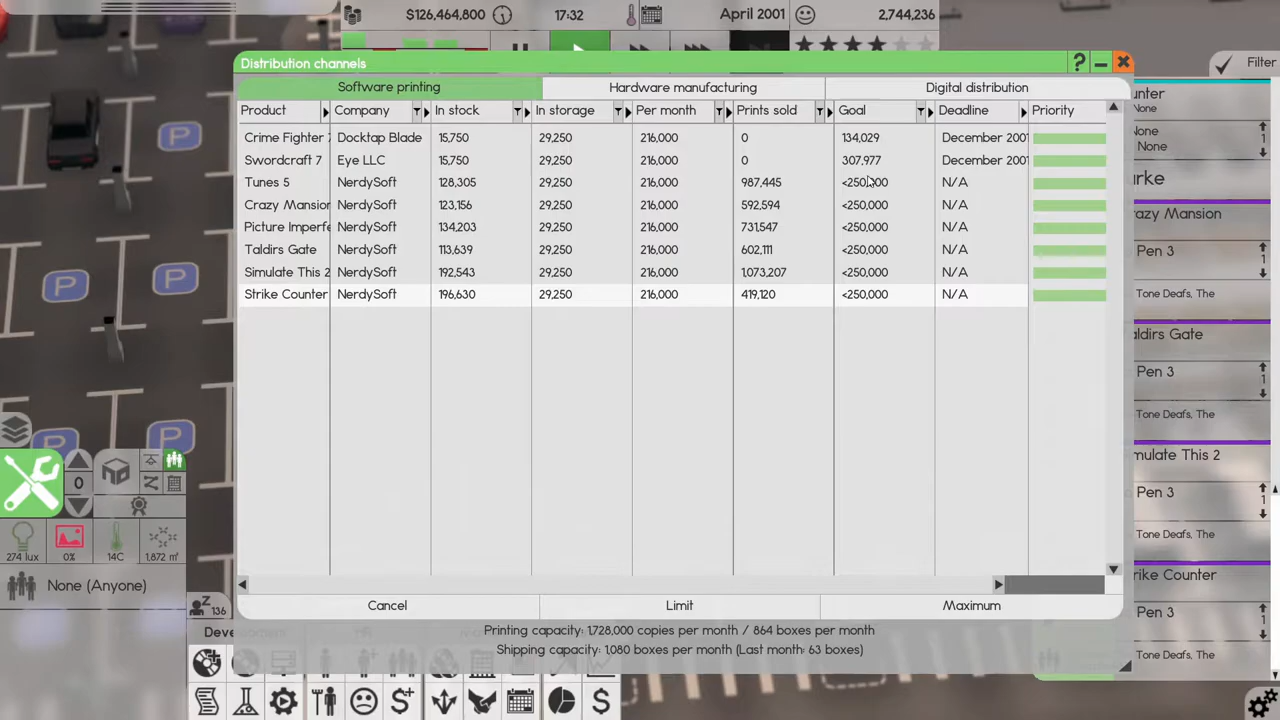 $126,464,800 17:32 April 2001 2,744,236
Distribution channels ?
Filter
Software printing Hardware manufacturing Digital distribution
Product Company In stock In storage Per month Prints sold Goal Deadline Priority
Crime Fighter 7 Docktap Blade 15,750 29,250 216,000 0 134,029 December 2001
Swordcraft 7 Eye LLC 15,750 29,250 216,000 0 307,977 December 2001
Tunes 5 NerdySoft 128,305 29,250 216,000 987,445 <250,000 N/A
Crazy Mansion NerdySoft 123,156 29,250 216,000 592,594 <250,000 N/A
Picture Imperfe NerdySoft 134,203 29,250 216,000 731,547 <250,000 N/A
Taldirs Gate NerdySoft 113,639 29,250 216,000 602,111 <250,000 N/A
Simulate This 2 NerdySoft 192,543 29,250 216,000 1,073,207 <250,000 N/A
Strike Counter NerdySoft 196,630 29,250 216,000 419,120 <250,000 N/A
Cancel Limit Maximum
Printing capacity: 1,728,000 copies per month / 864 boxes per month
Shipping capacity: 1,080 boxes per month (Last month: 63 boxes)
unter
None
None
None
1
urke
razy Mansion
Pen 3
1
Tone Deafs, The
aldirs Gate
Pen 3
1
Tone Deafs, The
mulate This 2
Pen 3
1
Tone Deafs, The
rike Counter
Pen 3
1
Tone Deafs, The
0
274 lux 0% 14C 1,872 m²
None (Anyone)
Z
136